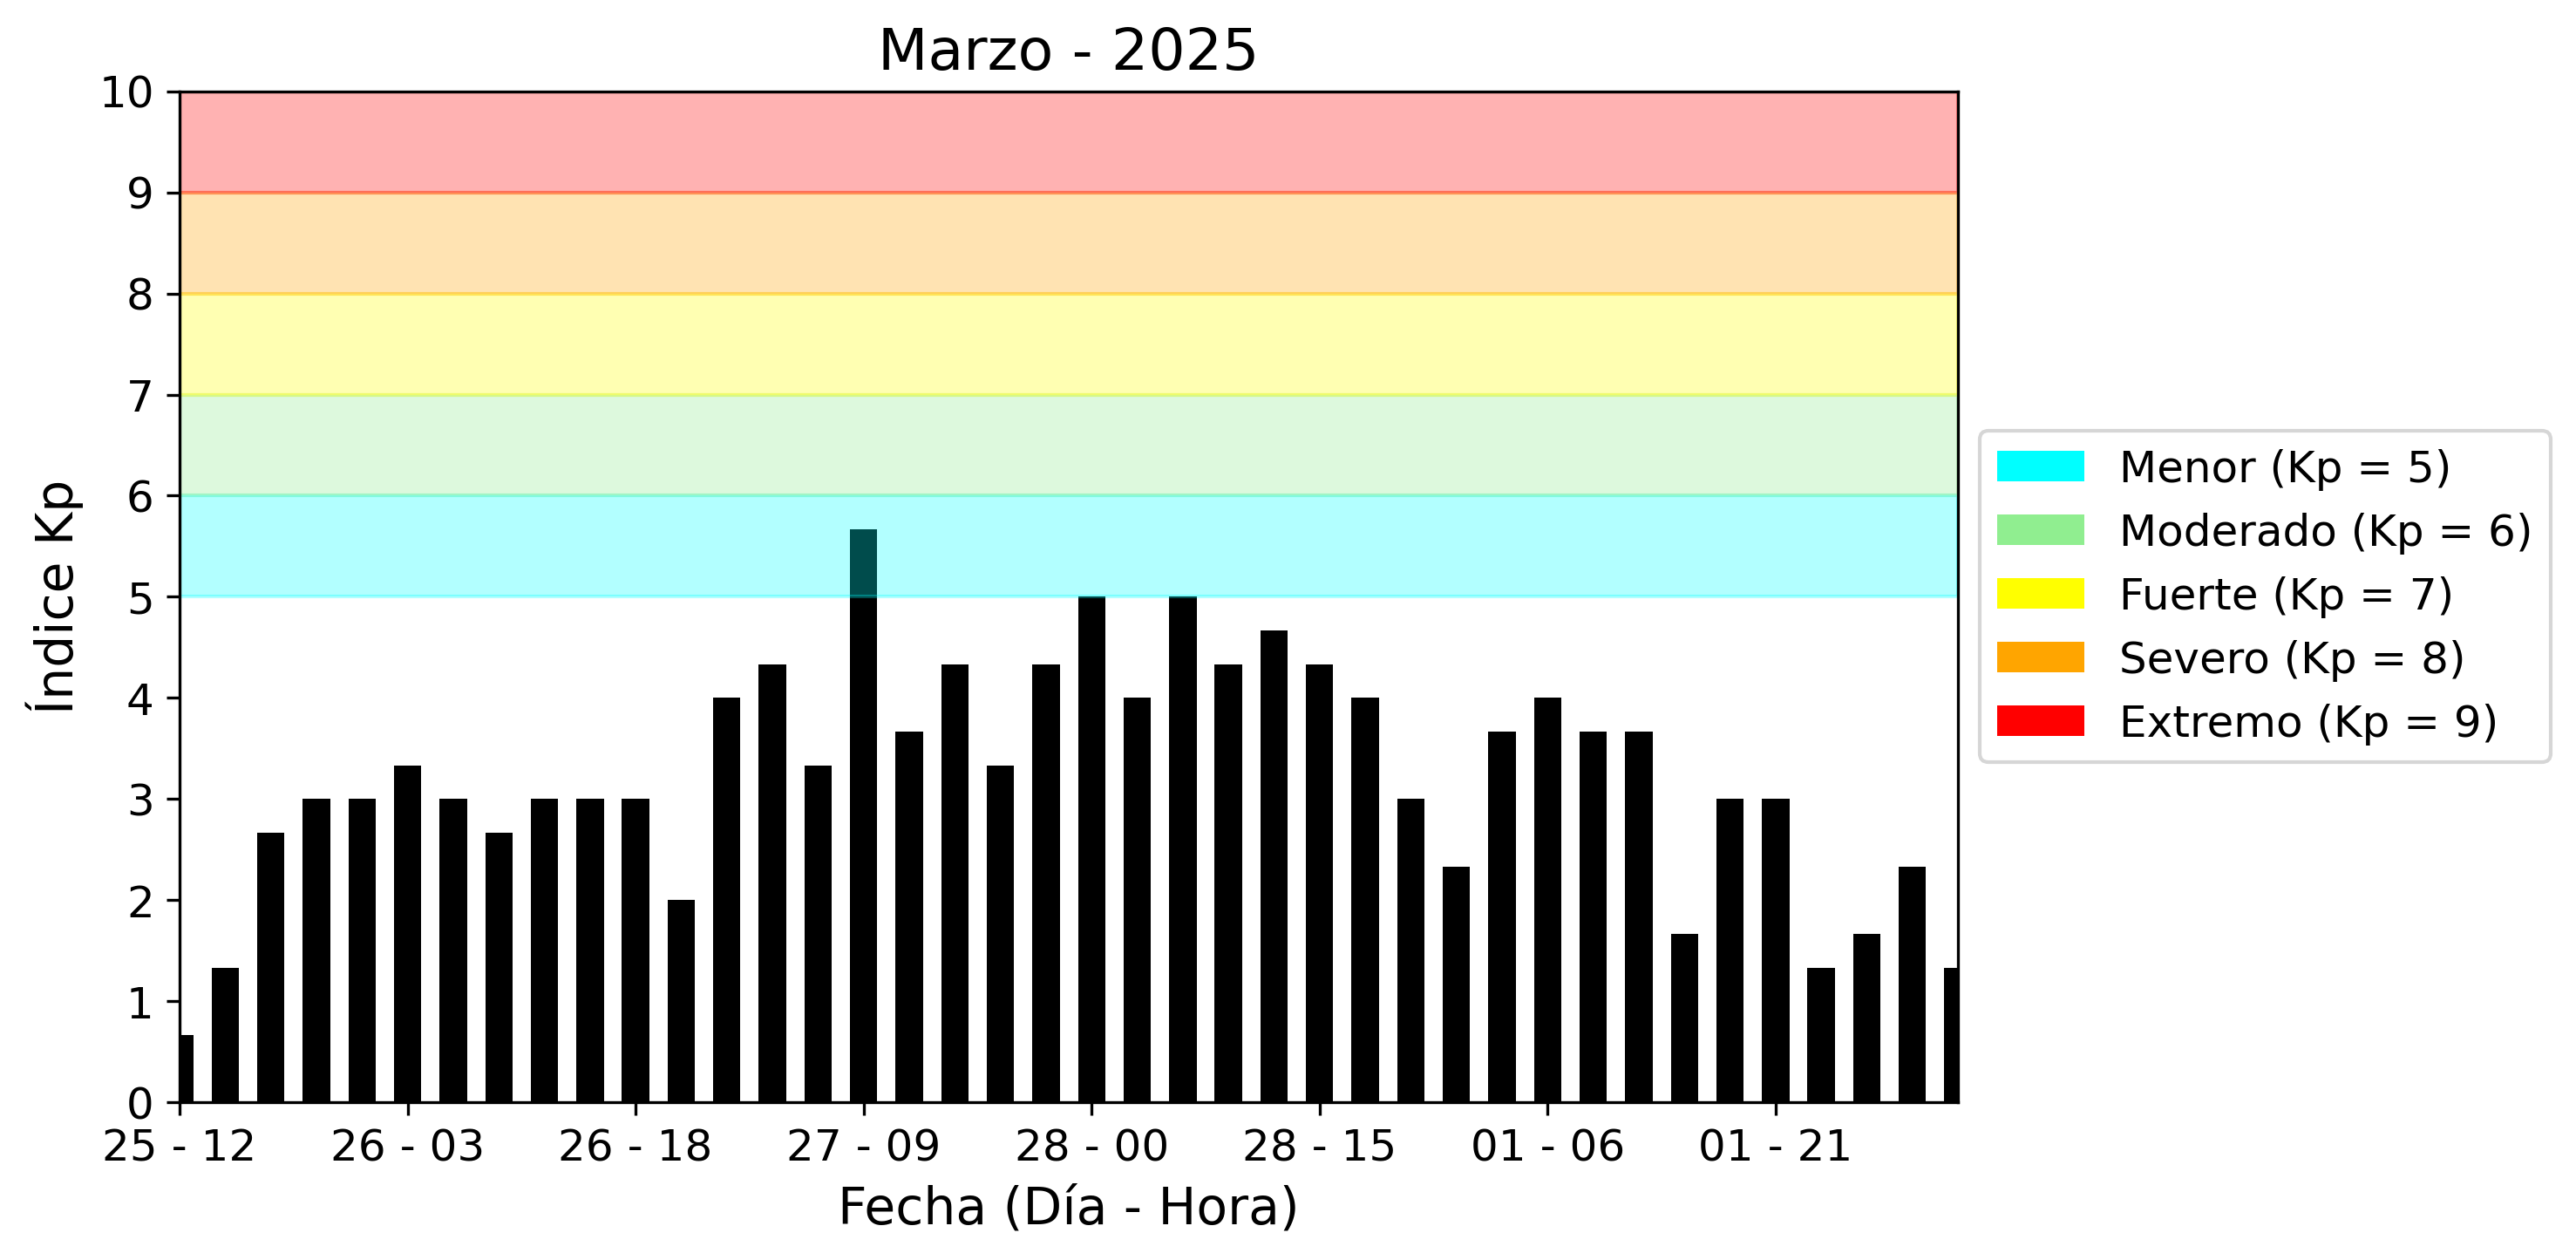 Marzo - 2025
Índice Kp
10
9
8
7
6
5
4
3
2
1
0
25 - 12
26 - 03
26 - 18
27 - 09
28 - 00
28 - 15
01 - 06
01 - 21
Fecha (Día - Hora)
Menor (Kp = 5)
Moderado (Kp = 6)
Fuerte (Kp = 7)
Severo (Kp = 8)
Extremo (Kp = 9)